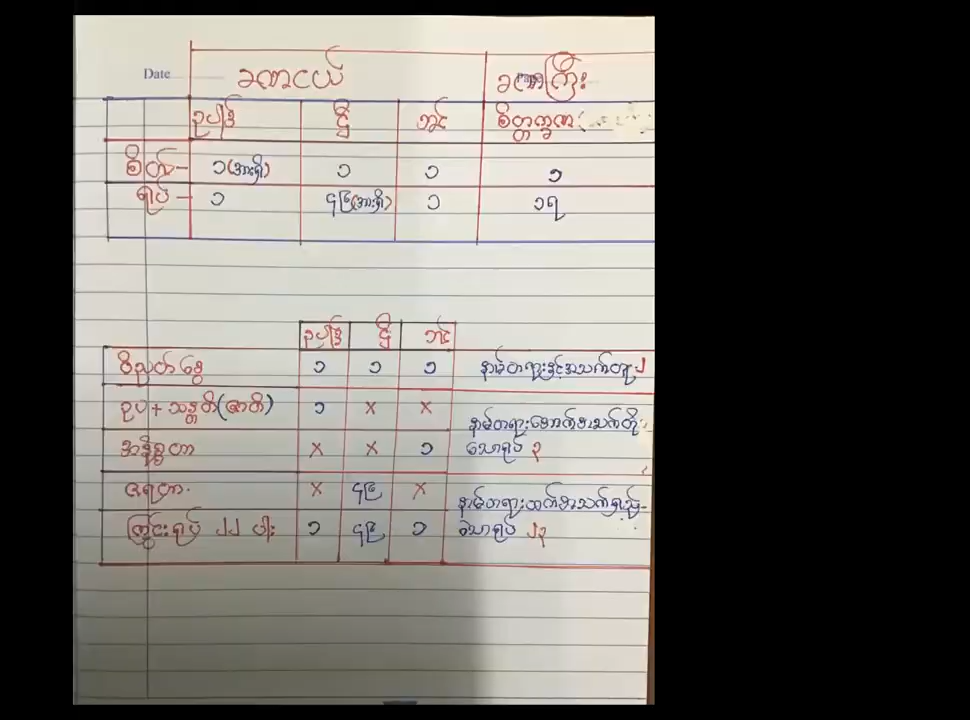 Date
ခဏငယ် ခဏကြီး
ဥပါဒ် ဌီ ဘင် စိတ္တက္ခဏ
စိတ် - ၁(အားရှိ) ၁ ၁ ၁
ရုပ် - ၁ ၄၉(အားရှိ) ၁ ၁၇
ဥပါဒ် ဌီ ဘင်
ဝိညတ်ဒွေ ၁ ၁ ၁ နာမ်တရားနှင့်အသက်တူ ၂
ဥပ + သန္တတိ(ဇာတိ) ၁ x x နာမ်တရားအောက်အသက်တို
အနိစ္စတာ x x ၁ သောရုပ် ၃
ဇရတာ x ၄၉ x နာမ်တရားထက်အသက်ရှည်
ကြွင်းရုပ် ၂၂ ပါး ၁ ၄၉ ၁ သောရုပ် ၂၃